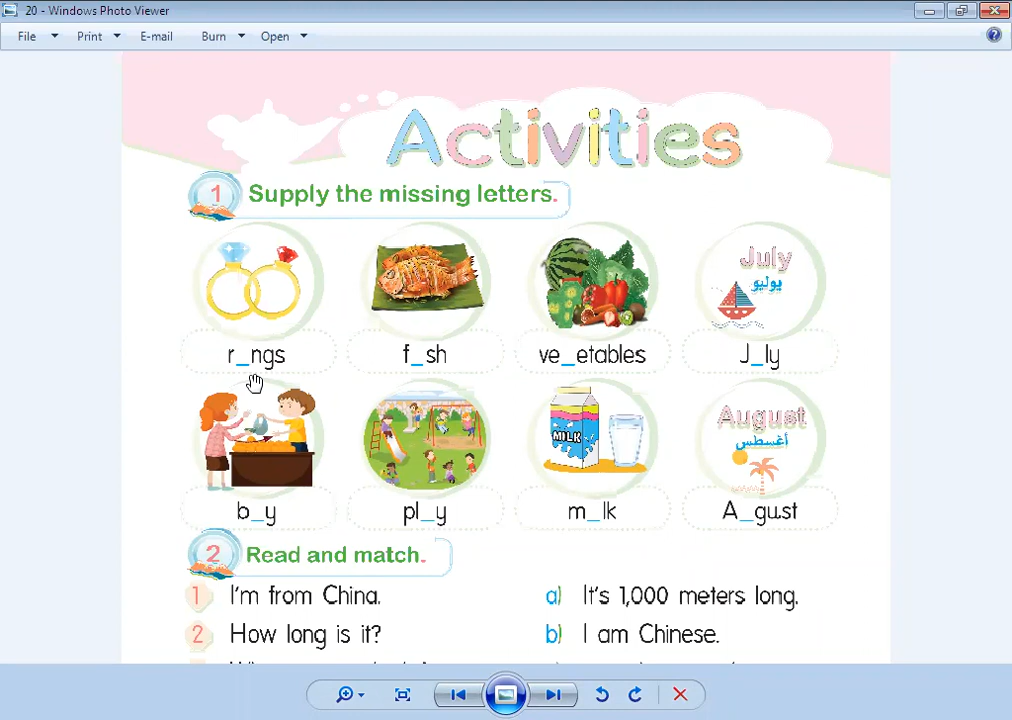 20 - Windows Photo Viewer
File Print E-mail Burn Open
Activities
1 Supply the missing letters.
July
يوليو
r_ngs f_sh ve_etables J_ly
MILK
August
أغسطس
b_y pl_y m_lk A_gust
2 Read and match.
1 I'm from China. a) It's 1,000 meters long.
2 How long is it? b) I am Chinese.